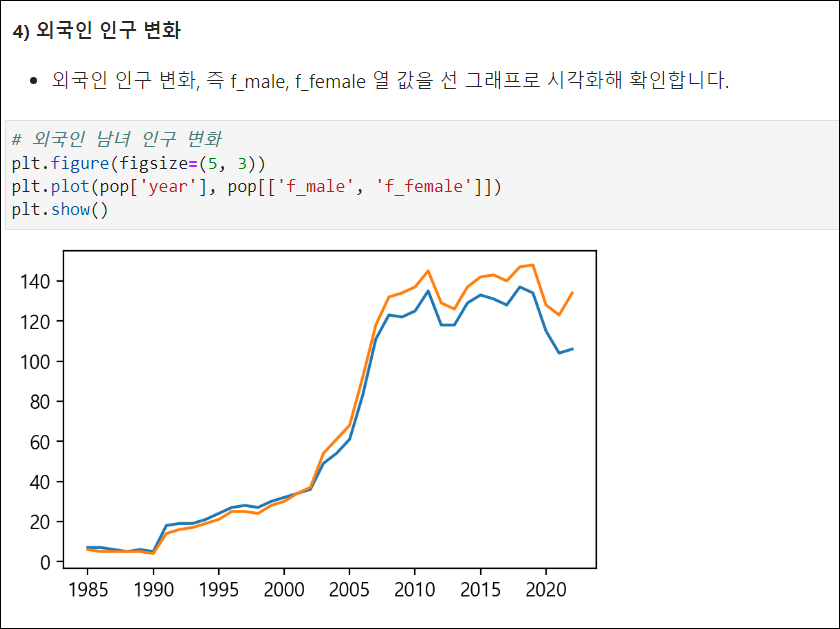 4) 외국인 인구 변화
• 외국인 인구 변화, 즉 f_male, f_female 열 값을 선 그래프로 시각화해 확인합니다.
# 외국인 남녀 인구 변화
plt.figure(figsize=(5, 3))
plt.plot(pop['year'], pop[['f_male', 'f_female']])
plt.show()
140
120
100
80
60
40
20
0
1985 1990 1995 2000 2005 2010 2015 2020